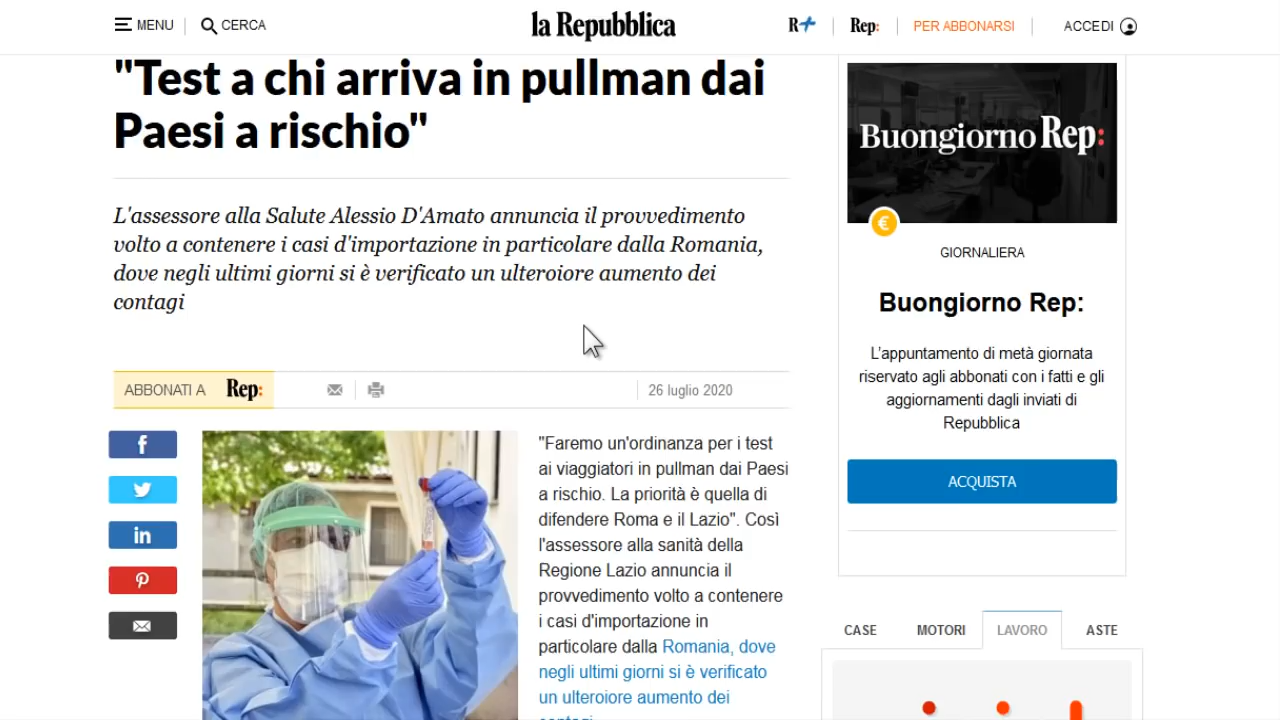 MENU
CERCA
la Repubblica
R+
Rep:
PER ABBONARSI
ACCEDI
"Test a chi arriva in pullman dai
Paesi a rischio"
L'assessore alla Salute Alessio D'Amato annuncia il provvedimento
volto a contenere i casi d'importazione in particolare dalla Romania,
dove negli ultimi giorni si è verificato un ulteroiore aumento dei
contagi
ABBONATI A Rep:
26 luglio 2020
"Faremo un'ordinanza per i test
ai viaggiatori in pullman dai Paesi
a rischio. La priorità è quella di
difendere Roma e il Lazio". Così
l'assessore alla sanità della
Regione Lazio annuncia il
provvedimento volto a contenere
i casi d'importazione in
particolare dalla Romania, dove
negli ultimi giorni si è verificato
un ulteroiore aumento dei
contagi
Buongiorno Rep:
€
GIORNALIERA
Buongiorno Rep:
L'appuntamento di metà giornata
riservato agli abbonati con i fatti e gli
aggiornamenti dagli inviati di
Repubblica
ACQUISTA
CASE
MOTORI
LAVORO
ASTE